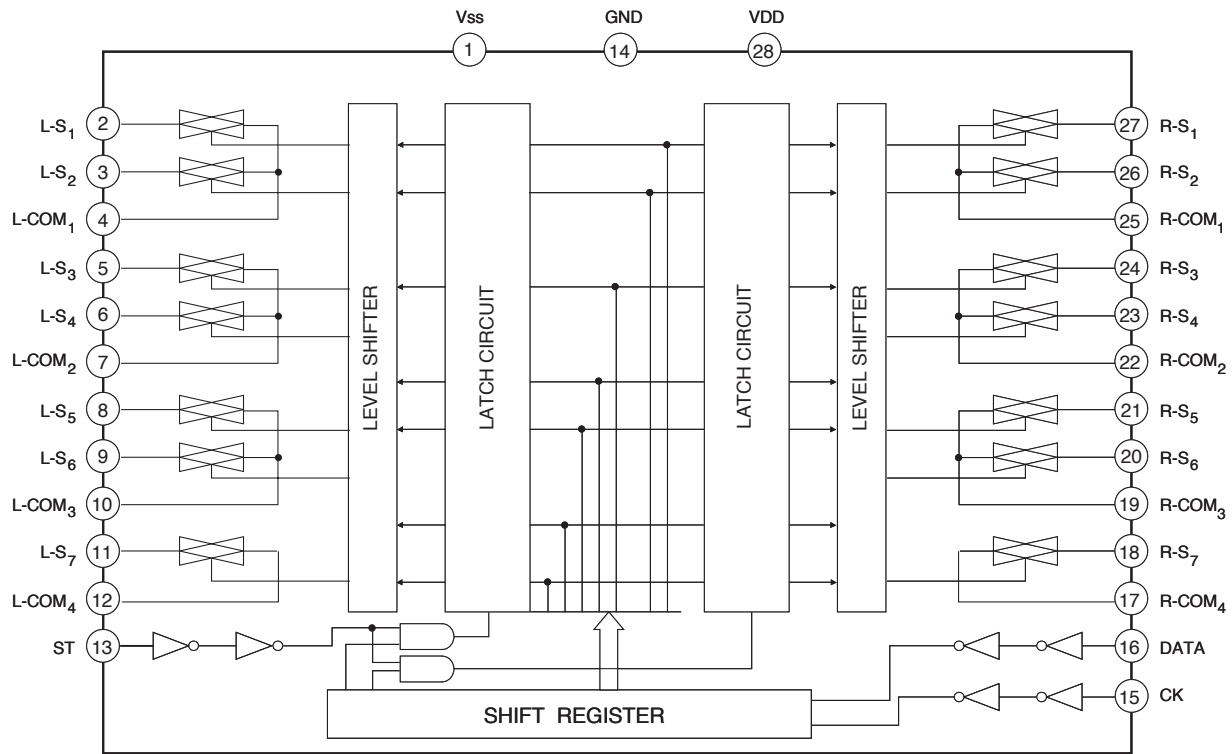 Vss GND VDD
1 14 28
L-S1 2
L-S2 3
L-COM1 4
L-S3 5
L-S4 6
L-COM2 7
L-S5 8
L-S6 9
L-COM3 10
L-S7 11
L-COM4 12
ST 13
LEVEL SHIFTER
LATCH CIRCUIT
LATCH CIRCUIT
LEVEL SHIFTER
27 R-S1
26 R-S2
25 R-COM1
24 R-S3
23 R-S4
22 R-COM2
21 R-S5
20 R-S6
19 R-COM3
18 R-S7
17 R-COM4
16 DATA
15 CK
SHIFT REGISTER